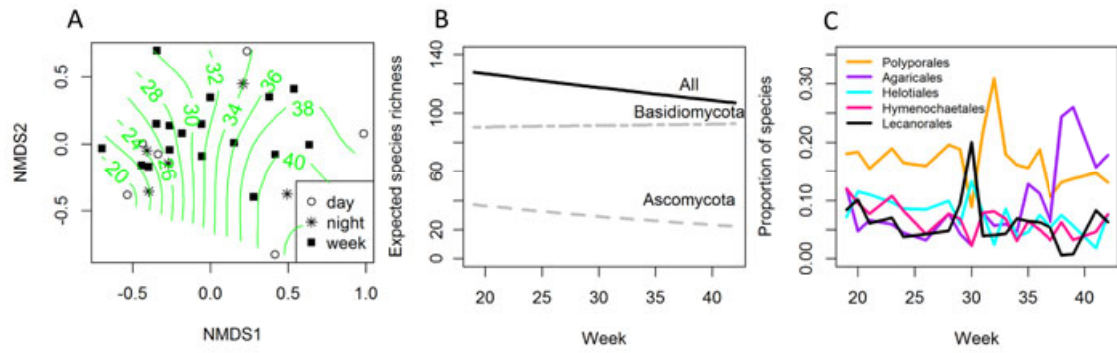 A
NMDS2
0.5
0.0
-0.5
-20
-24
26
-28
30
-32
34
36
38
40
day
night
week
-0.5
0.0
0.5
1.0
NMDS1
B
Expected species richness
140
100
60
20
0
All
Basidiomycota
Ascomycota
20
25
30
35
40
Week
C
Proportion of species
0.30
0.20
0.10
0.00
Polyporales
Agaricales
Helotiales
Hymenochaetales
Lecanorales
20
25
30
35
40
Week